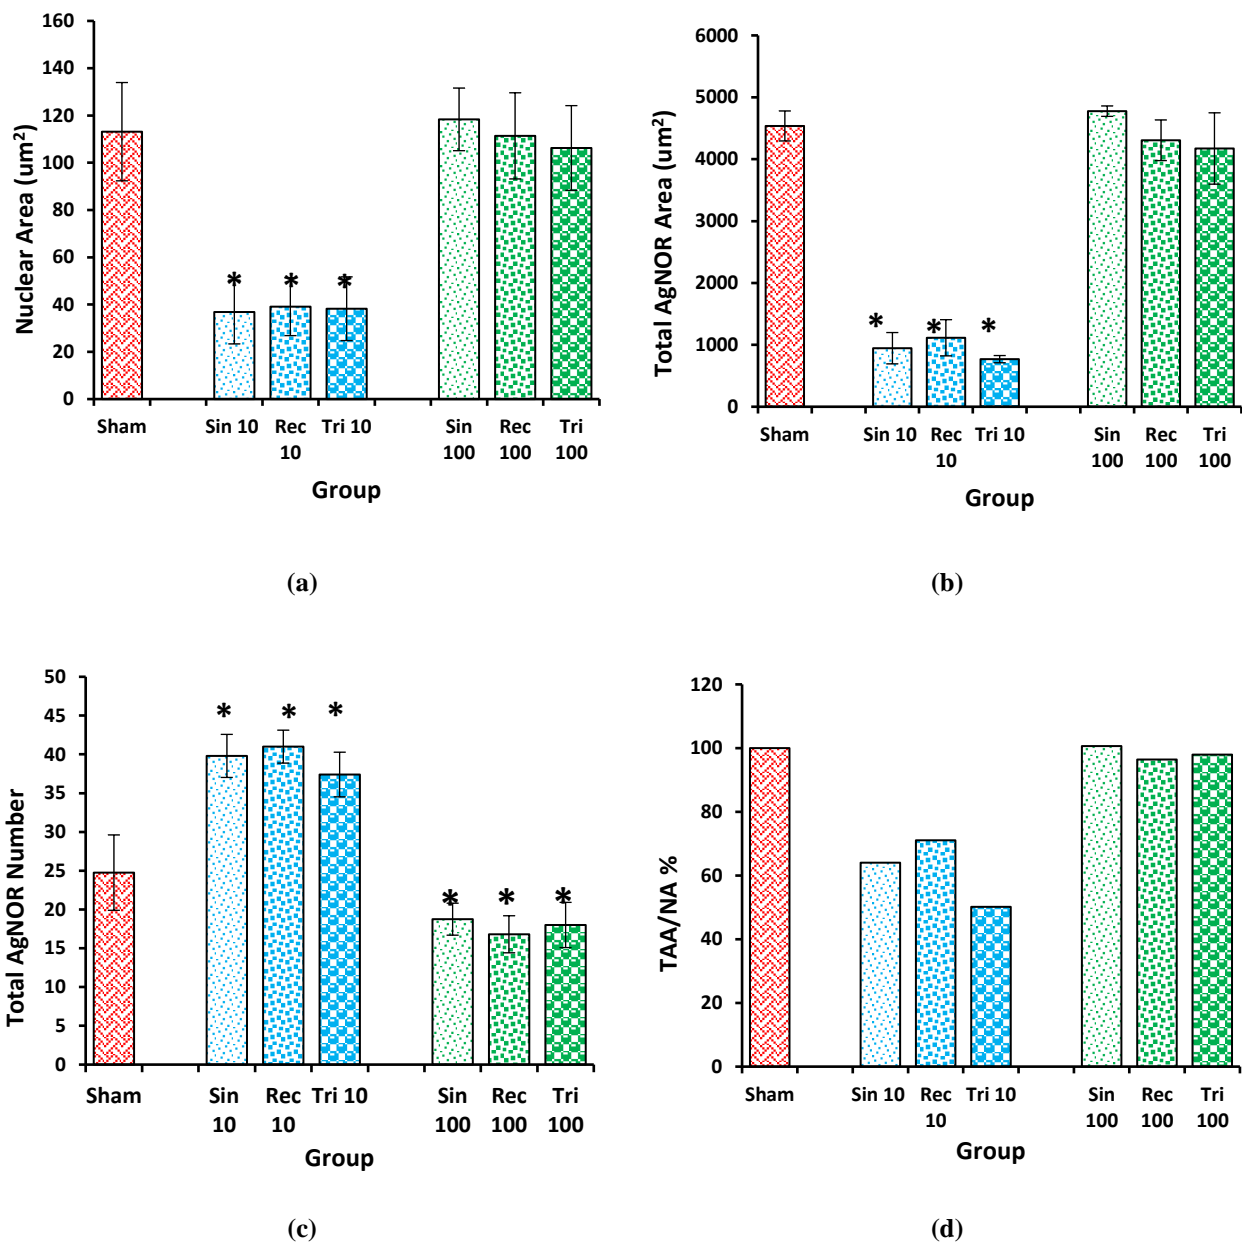 160
140
120
100
80
60
40
20
0
Nuclear Area (um²)
* * *
Sham Sin 10 Rec 10 Tri 10 Sin 100 Rec 100 Tri 100
Group
(a)
6000
5000
4000
3000
2000
1000
0
Total AgNOR Area (um²)
* * *
Sham Sin 10 Rec 10 Tri 10 Sin 100 Rec 100 Tri 100
Group
(b)
50
45
40
35
30
25
20
15
10
5
0
Total AgNOR Number
* * * * * *
Sham Sin 10 Rec 10 Tri 10 Sin 100 Rec 100 Tri 100
Group
(c)
120
100
80
60
40
20
0
TAA/NA %
Sham Sin 10 Rec 10 Tri 10 Sin 100 Rec 100 Tri 100
Group
(d)